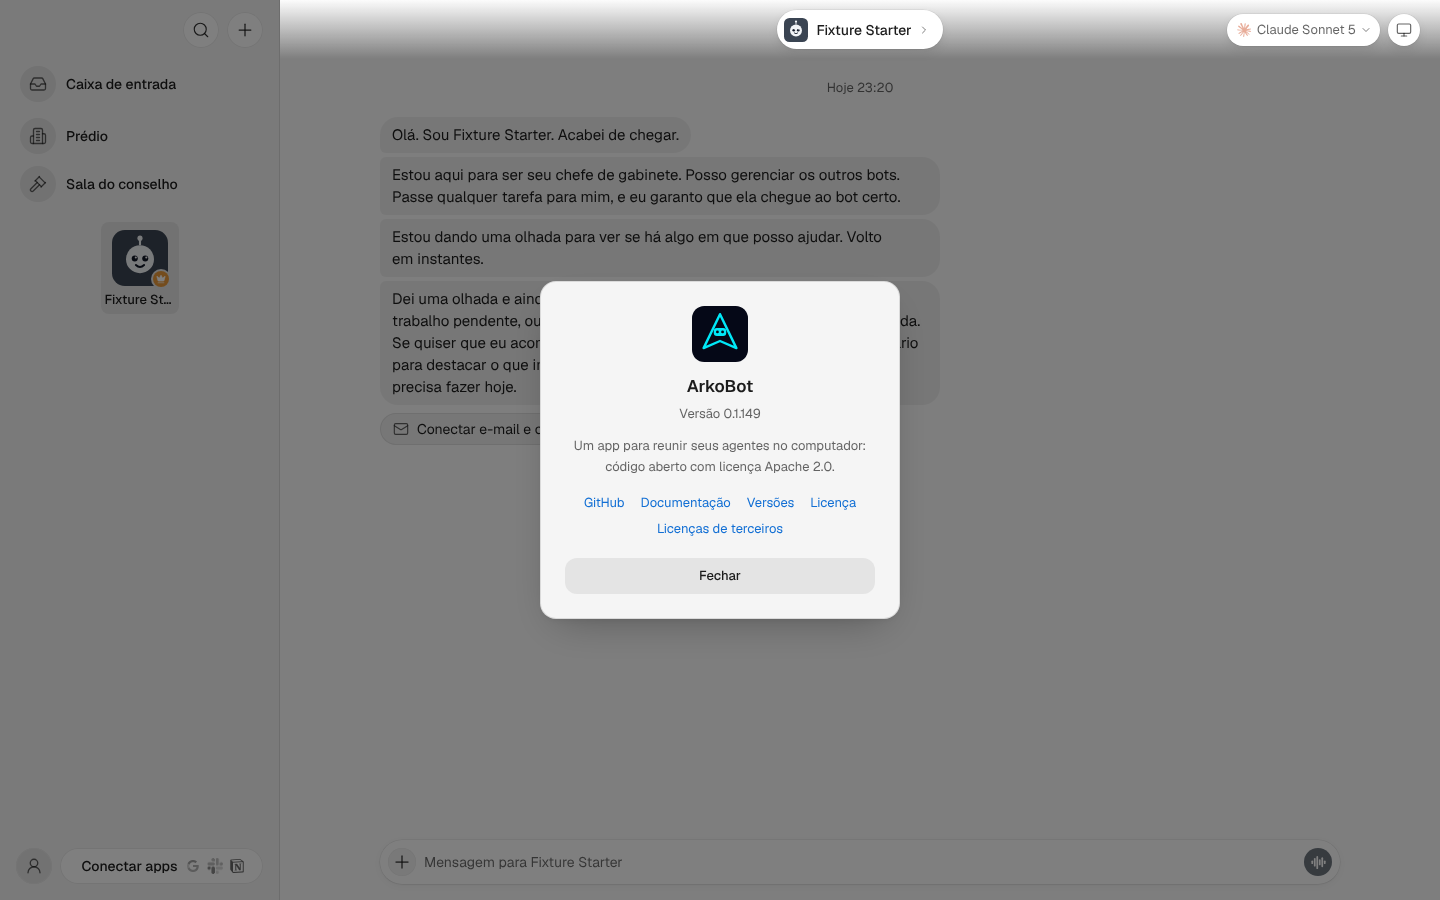 Fixture Starter
Claude Sonnet 5
Caixa de entrada
Prédio
Sala do conselho
Fixture St...
Hoje 23:20
Olá. Sou Fixture Starter. Acabei de chegar.
Estou aqui para ser seu chefe de gabinete. Posso gerenciar os outros bots.
Passe qualquer tarefa para mim, e eu garanto que ela chegue ao bot certo.
Estou dando uma olhada para ver se há algo em que posso ajudar. Volto
em instantes.
Dei uma olhada e
trabalho pendente,
Se quiser que eu
para destacar o que
precisa fazer hoje.
Conectar e-mail e
ArkoBot
Versão 0.1.149
Um app para reunir seus agentes no computador:
código aberto com licença Apache 2.0.
GitHub Documentação Versões Licença
Licenças de terceiros
Fechar
Conectar apps
Mensagem para Fixture Starter